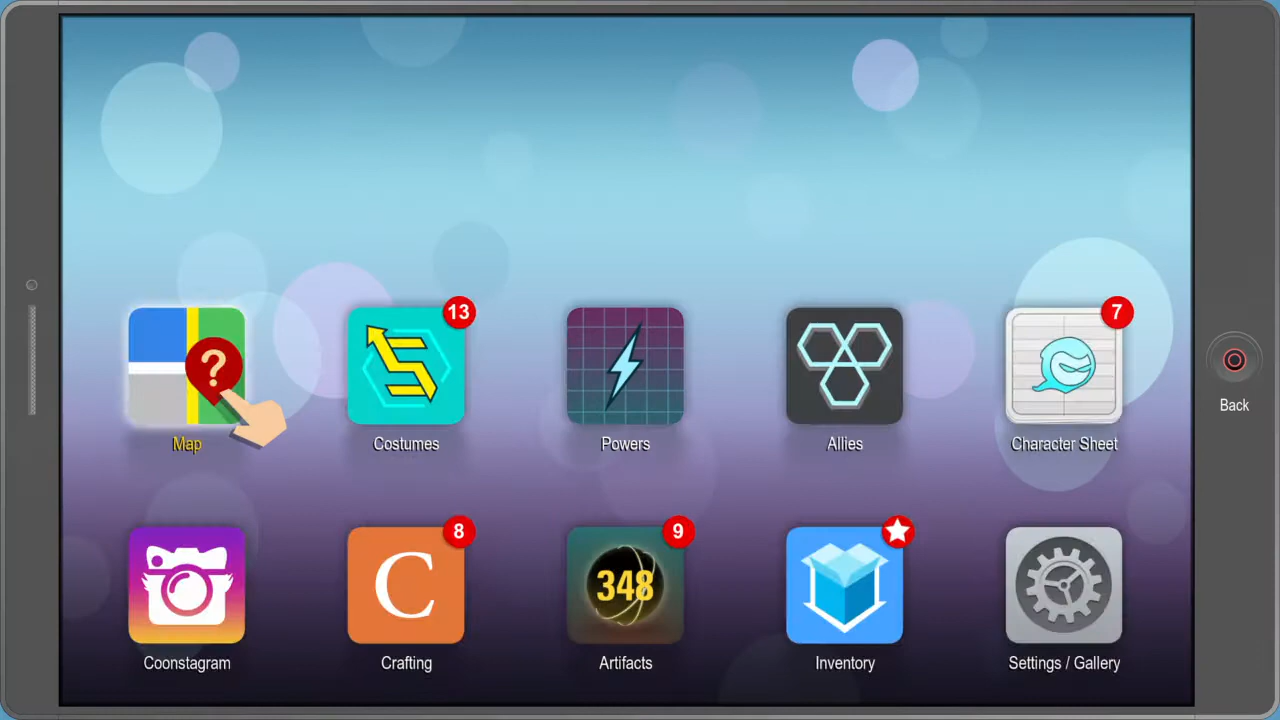 13
7
?
Map
Costumes
Powers
Allies
Character Sheet
Back
8
9
C
348
Coonstagram
Crafting
Artifacts
Inventory
Settings / Gallery